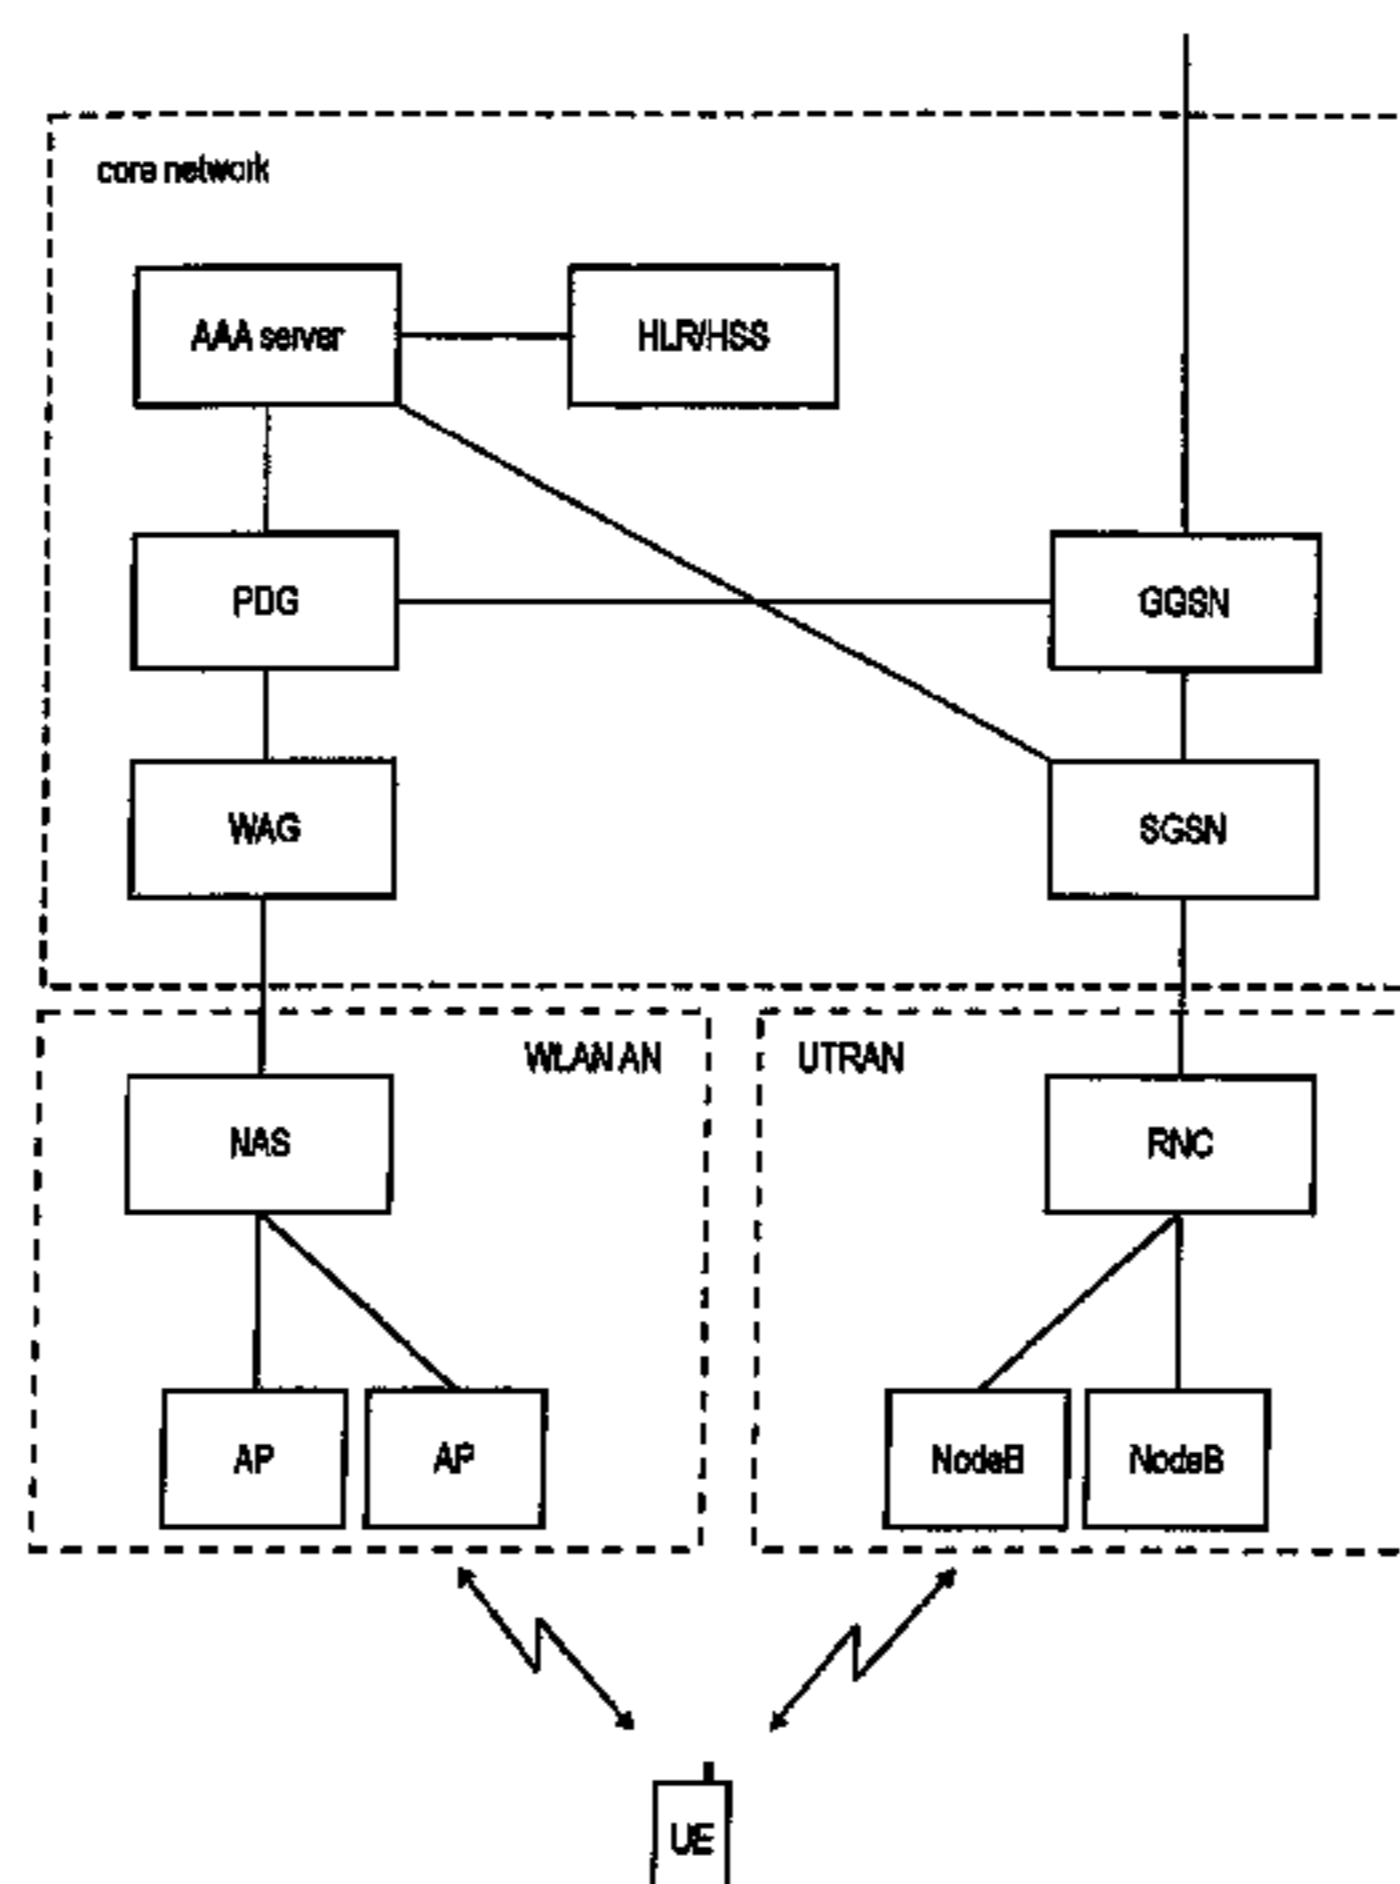 core network
AAA server
HLR/HSS
PDG
GGSN
WAG
SGSN
WLAN AN
UTRAN
NAS
RNC
AP
AP
NodeB
NodeB
UE